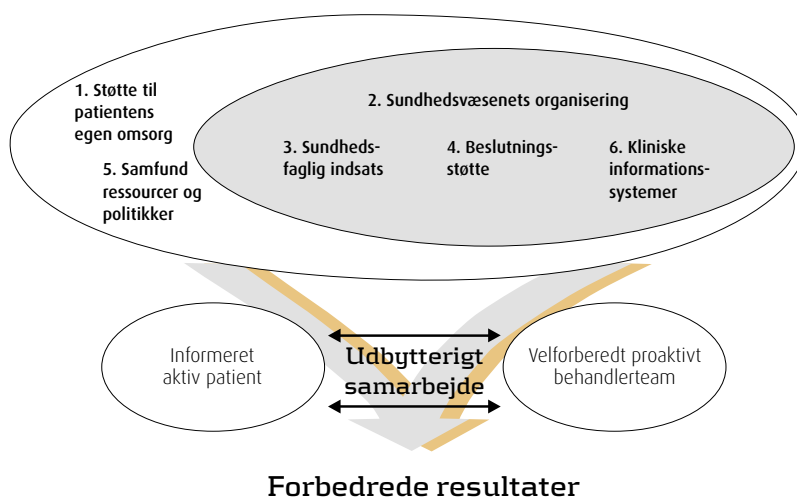 1. Støtte til
patientens
egen omsorg
5. Samfund
ressourcer og
politikker
2. Sundhedsvæsenets organisering
3. Sundheds-
faglig indsats
4. Beslutnings-
støtte
6. Kliniske
informations-
systemer
Informeret
aktiv patient
Udbytterigt
samarbejde
Velforberedt proaktivt
behandlerteam
Forbedrede resultater